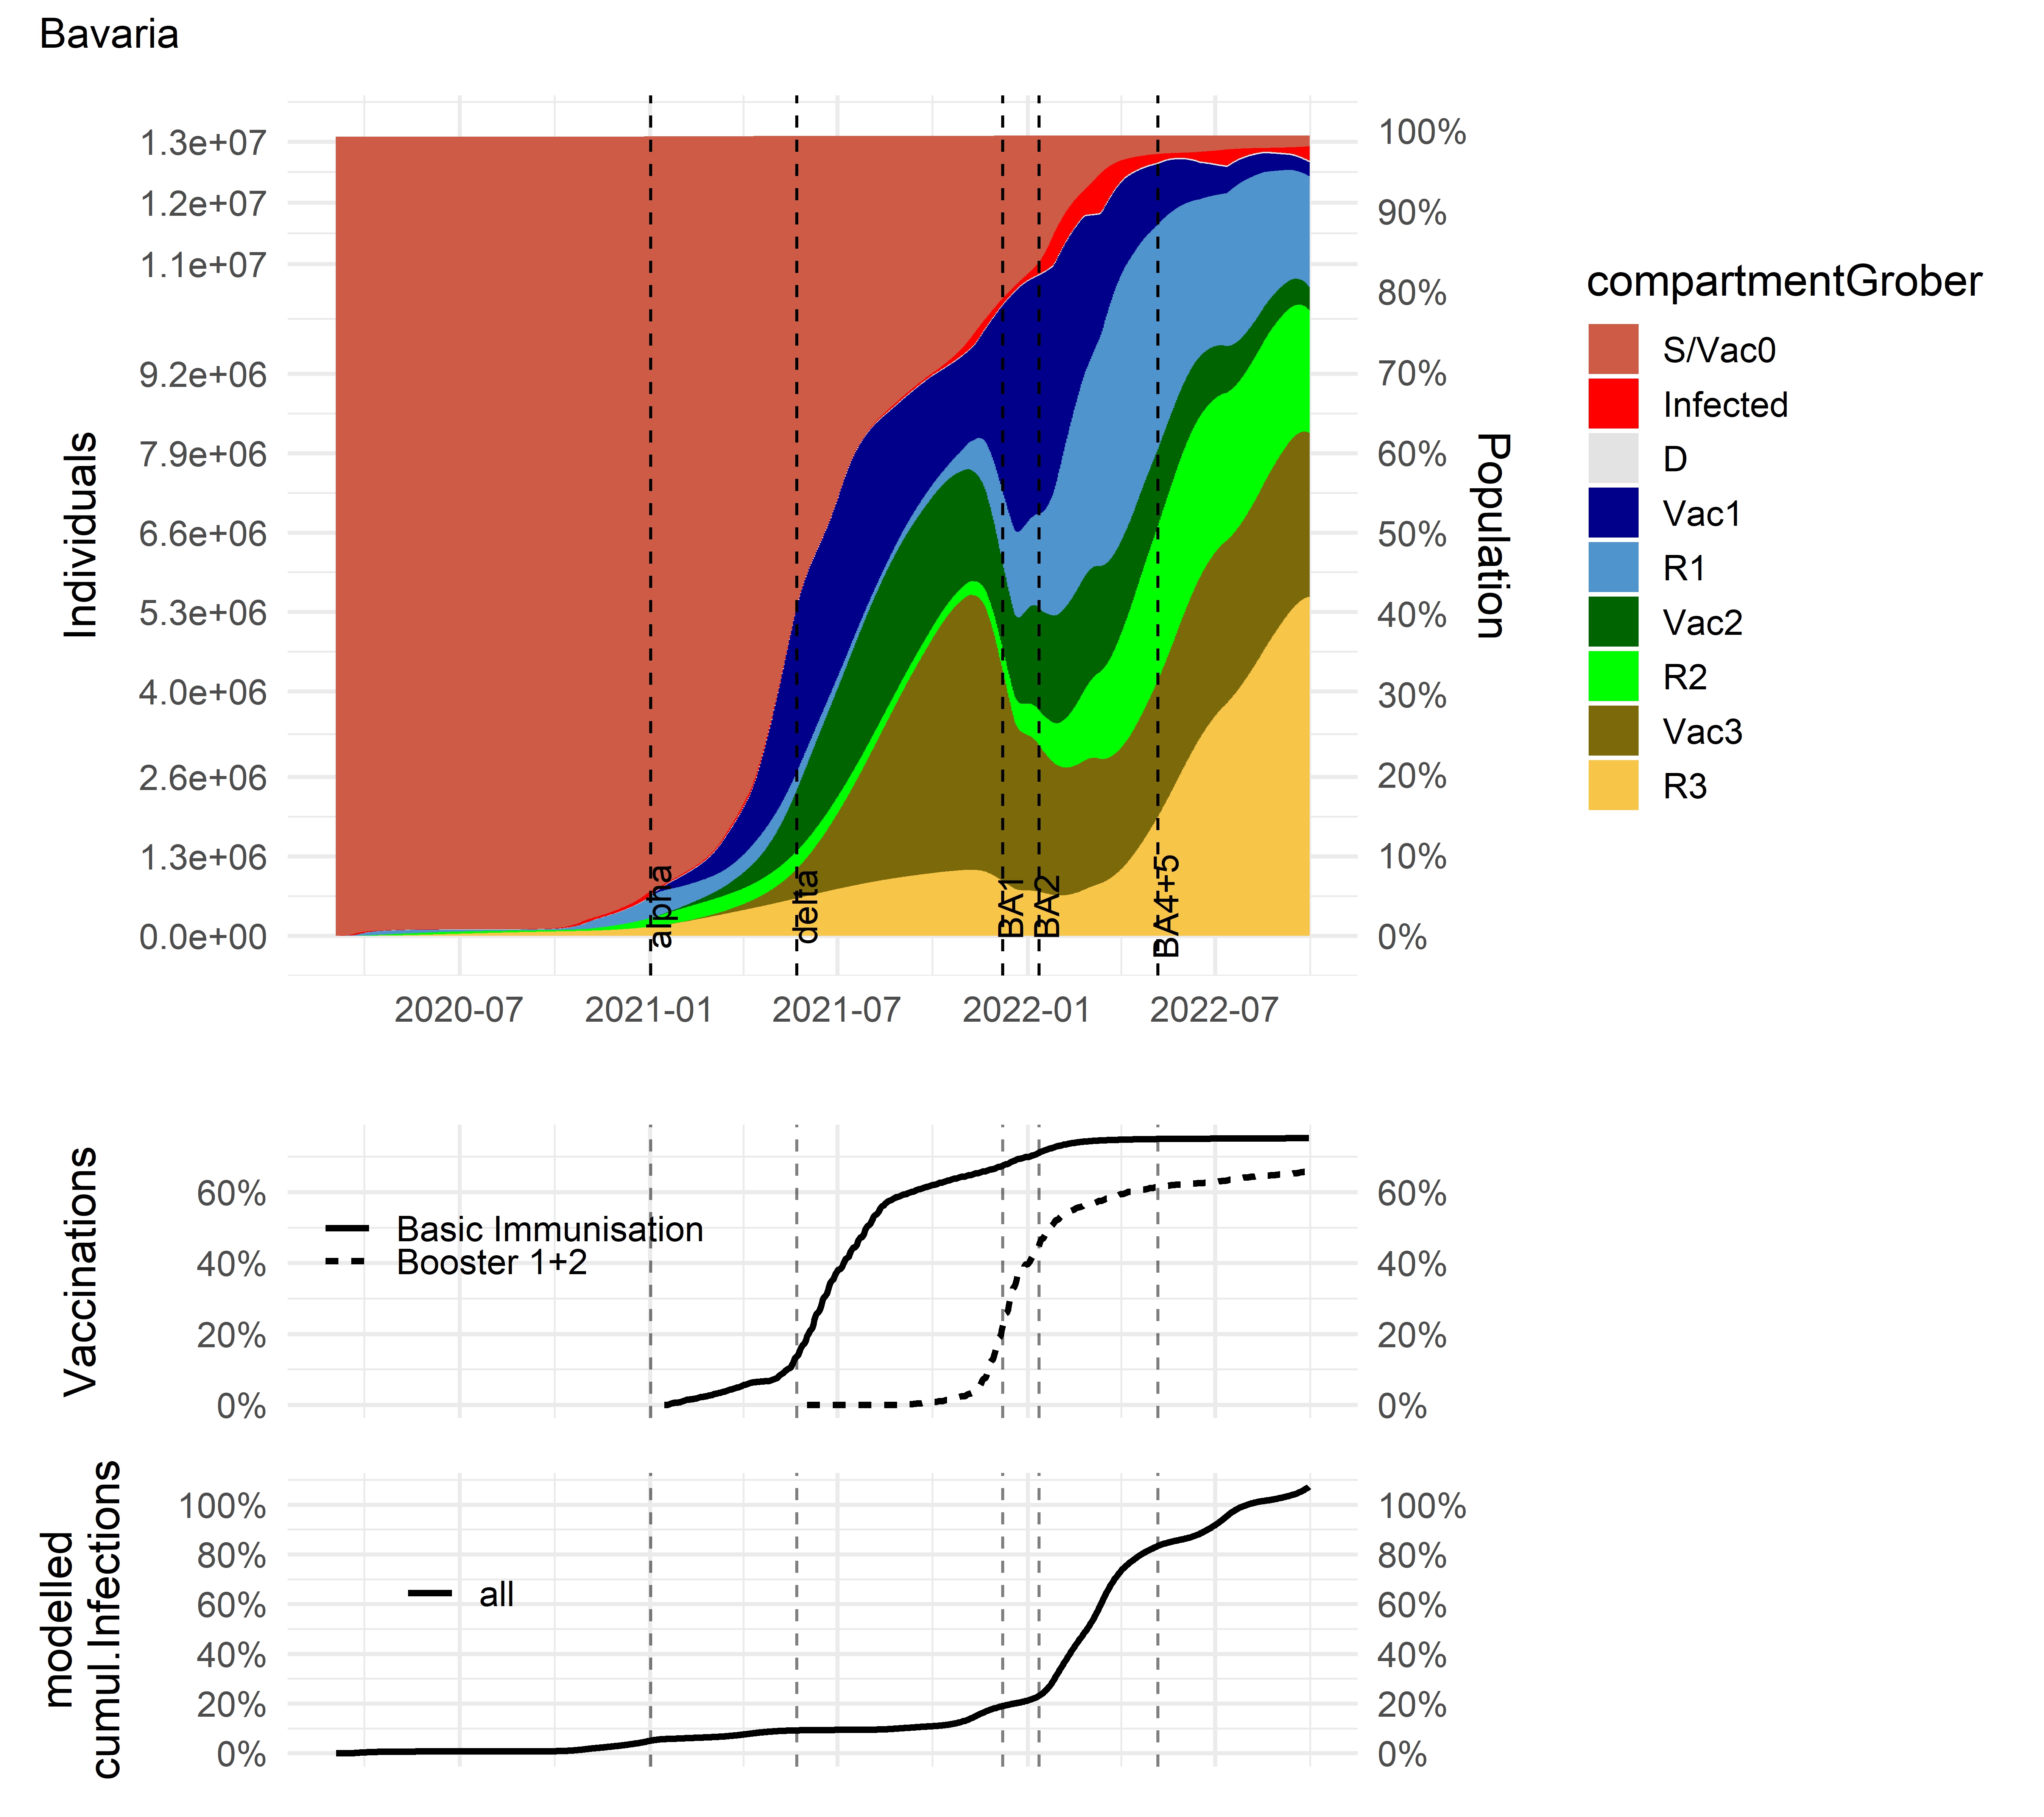 Bavaria
Individuals
1.3e+07
1.2e+07
1.1e+07
9.2e+06
7.9e+06
6.6e+06
5.3e+06
4.0e+06
2.6e+06
1.3e+06
0.0e+00
100%
90%
80%
70%
60%
50%
40%
30%
20%
10%
0%
Population
alpha
delta
BA1
BA2
BA4+5
2020-07
2021-01
2021-07
2022-01
2022-07
compartmentGrober
S/Vac0
Infected
D
Vac1
R1
Vac2
R2
Vac3
R3
Vaccinations
60%
40%
20%
0%
Basic Immunisation
Booster 1+2
60%
40%
20%
0%
modelled
cumul.Infections
100%
80%
60%
40%
20%
0%
all
100%
80%
60%
40%
20%
0%